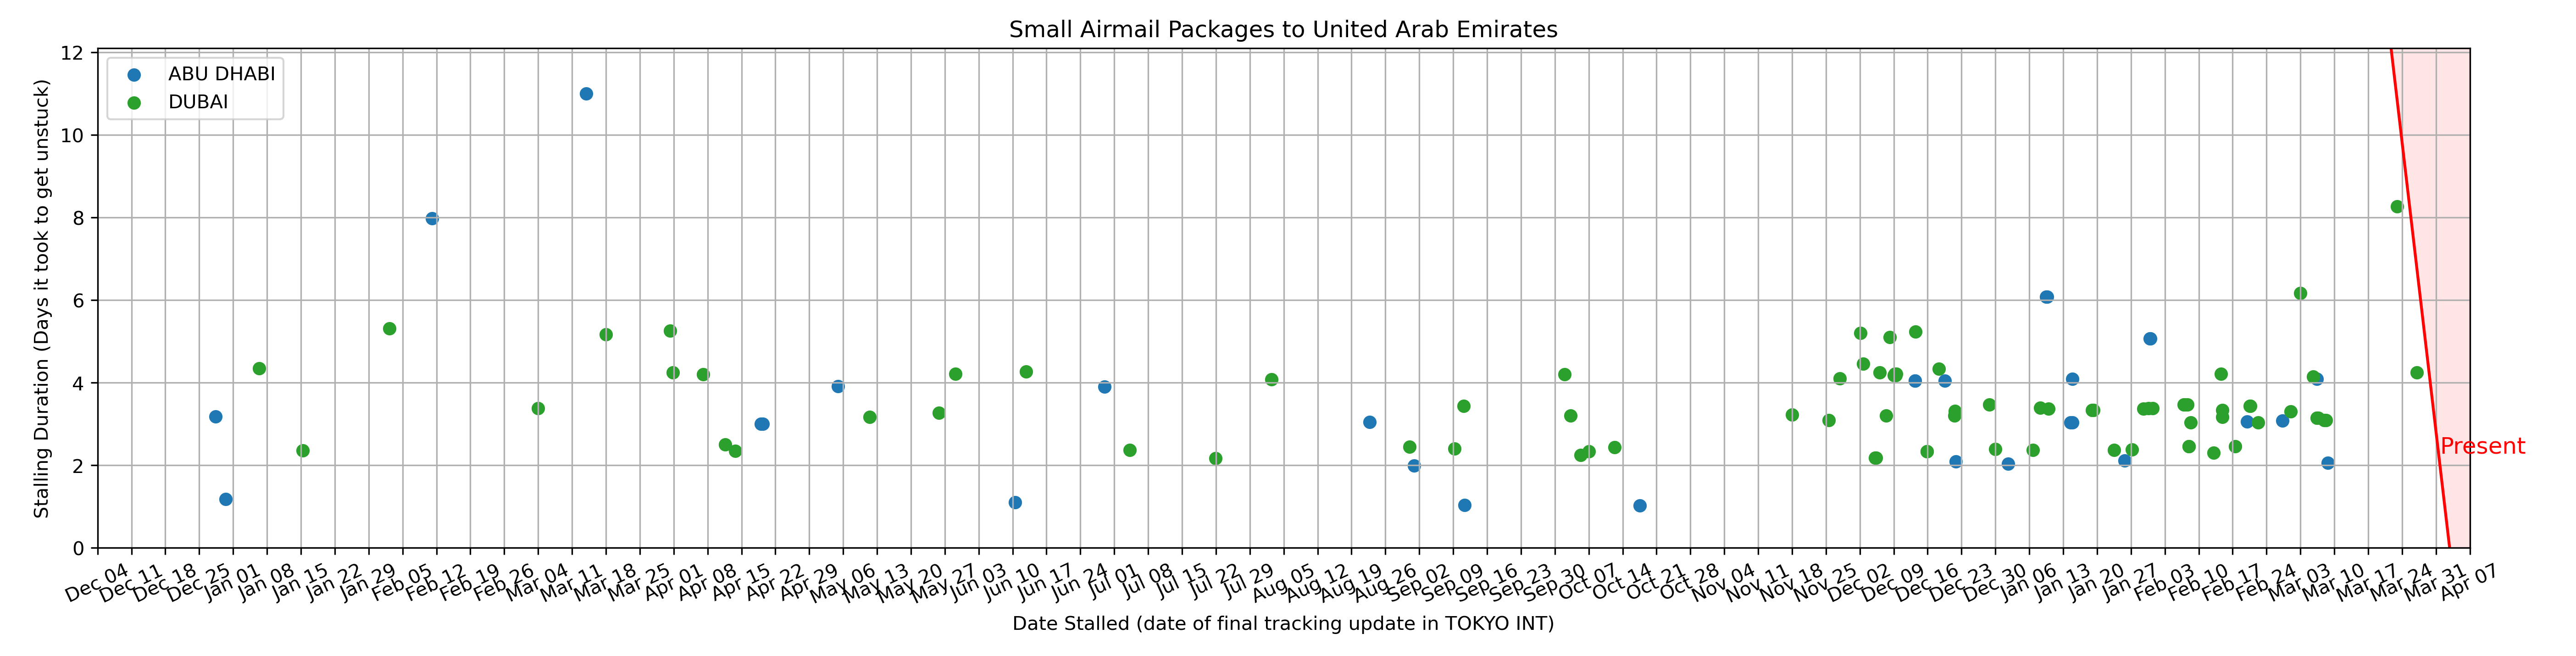 Small Airmail Packages to United Arab Emirates
ABU DHABI
DUBAI
Stalling Duration (Days it took to get unstuck)
12
10
8
6
4
2
0
Present
Dec 04 Dec 11 Dec 18 Dec 25 Jan 01 Jan 08 Jan 15 Jan 22 Jan 29 Feb 05 Feb 12 Feb 19 Feb 26 Mar 04 Mar 11 Mar 18 Mar 25 Apr 01 Apr 08 Apr 15 Apr 22 Apr 29 May 06 May 13 May 20 May 27 Jun 03 Jun 10 Jun 17 Jun 24 Jul 01 Jul 08 Jul 15 Jul 22 Jul 29 Aug 05 Aug 12 Aug 19 Aug 26 Sep 02 Sep 09 Sep 16 Sep 23 Sep 30 Oct 07 Oct 14 Oct 21 Oct 28 Nov 04 Nov 11 Nov 18 Nov 25 Dec 02 Dec 09 Dec 16 Dec 23 Dec 30 Jan 06 Jan 13 Jan 20 Jan 27 Feb 03 Feb 10 Feb 17 Feb 24 Mar 03 Mar 10 Mar 17 Mar 24 Mar 31 Apr 07
Date Stalled (date of final tracking update in TOKYO INT)